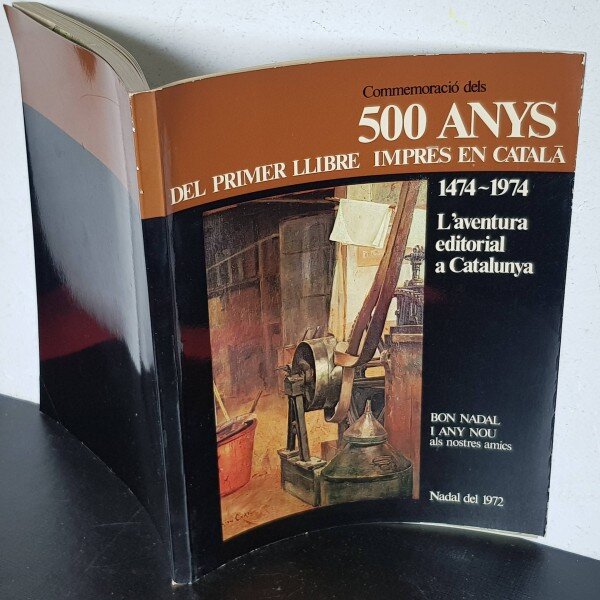 Commemoració dels
500 ANYS
DEL PRIMER LLIBRE IMPRÈS EN CATALÀ
1474~1974
L'aventura
editorial
a Catalunya
BON NADAL
I ANY NOU
als nostres amics
Nadal del 1972